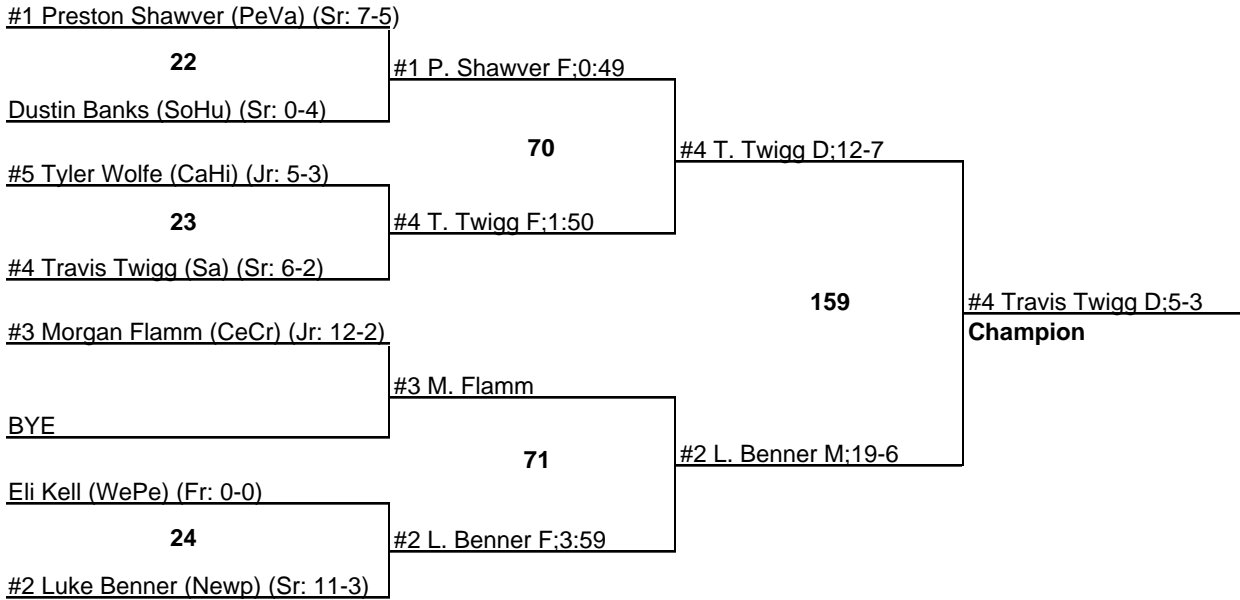 #1 Preston Shawver (PeVa) (Sr: 7-5)
22
#1 P. Shawver F;0:49
Dustin Banks (SoHu) (Sr: 0-4)
70
#4 T. Twigg D;12-7
#5 Tyler Wolfe (CaHi) (Jr: 5-3)
23
#4 T. Twigg F;1:50
#4 Travis Twigg (Sa) (Sr: 6-2)
159
#4 Travis Twigg D;5-3
Champion
#3 Morgan Flamm (CeCr) (Jr: 12-2)
#3 M. Flamm
BYE
71
#2 L. Benner M;19-6
Eli Kell (WePe) (Fr: 0-0)
24
#2 L. Benner F;3:59
#2 Luke Benner (Newp) (Sr: 11-3)